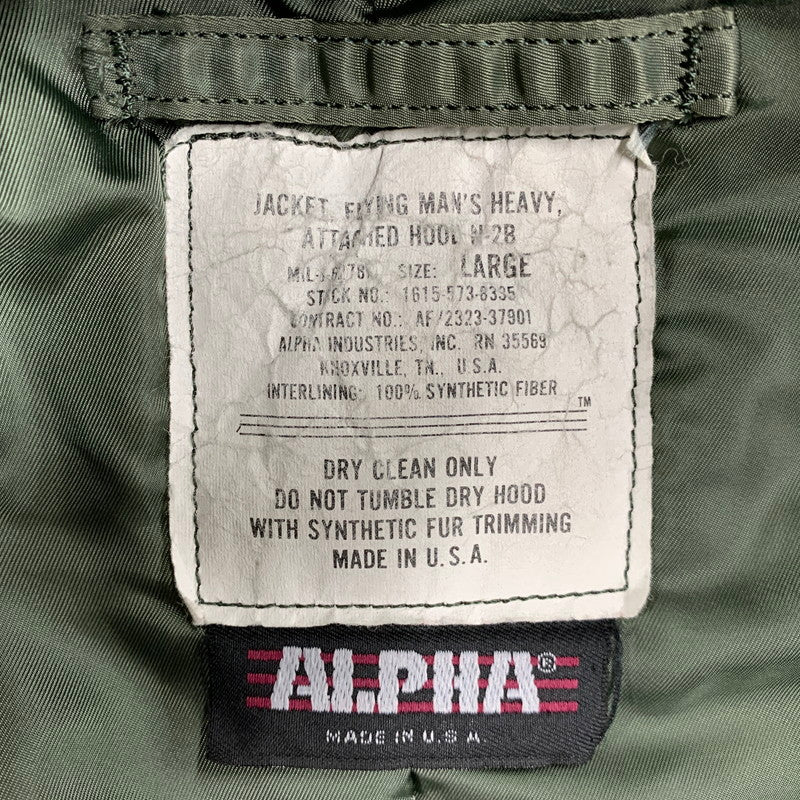 JACKET, FLYING MAN'S HEAVY,
ATTACHED HOOD N-2B
SIZE: LARGE
STOCK NO.: 1615-573-8335
CONTRACT NO.: AF/2323-37901
ALPHA INDUSTRIES, INC. RN 35569
KNOXVILLE, TN., U.S.A.
INTERLINING: 100% SYNTHETIC FIBER
TM
DRY CLEAN ONLY
DO NOT TUMBLE DRY HOOD
WITH SYNTHETIC FUR TRIMMING
MADE IN U.S.A.
ALPHA®
MADE IN U.S.A.